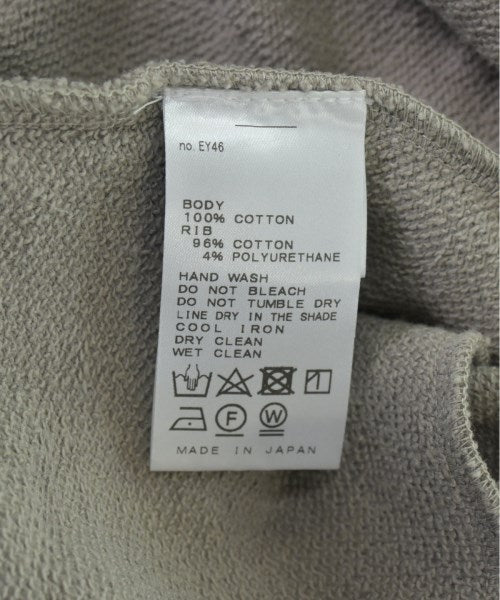 no. EY46
BODY
100% COTTON
RIB
96% COTTON
4% POLYURETHANE
HAND WASH
DO NOT BLEACH
DO NOT TUMBLE DRY
LINE DRY IN THE SHADE
COOL IRON
DRY CLEAN
WET CLEAN
F W
MADE IN JAPAN